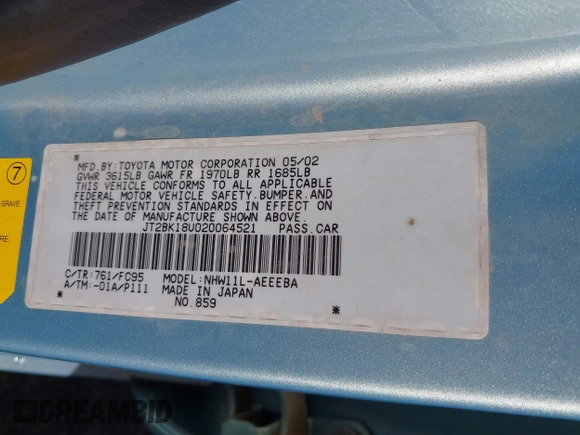 MFD.BY:TOYOTA MOTOR CORPORATION 05/02
GVWR 3615LB GAWR FR 1970LB RR 1685LB
THIS VEHICLE CONFORMS TO ALL APPLICABLE
FEDERAL MOTOR VEHICLE SAFETY.BUMPER.AND
THEFT PREVENTION STANDARDS IN EFFECT ON
THE DATE OF MANUFACTURE SHOWN ABOVE.
JT2BK18U020064521 PASS.CAR
C/TR:761/FC95 MODEL:NHW11L-AEEEBA
A/TM:-01A/P111 MADE IN JAPAN
NO.859
7
GRAVE:
RE:
DREAMBID